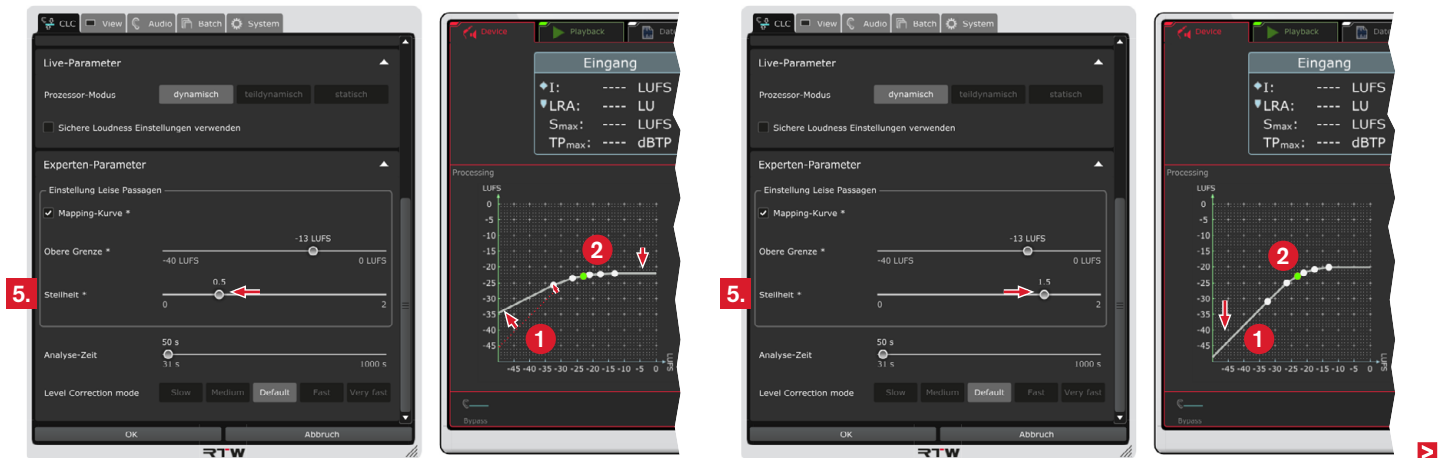 CLC View Audio Batch System
Live-Parameter
Prozessor-Modus dynamisch teildynamisch statisch
Sichere Loudness Einstellungen verwenden
Experten-Parameter
Einstellung Leise Passagen
Mapping-Kurve *
-13 LUFS
Obere Grenze *
-40 LUFS 0 LUFS
5.
0.5
Steilheit *
0 2
50 s
Analyse-Zeit
31 s 1000 s
Level Correction mode Slow Medium Default Fast Very fast
OK Abbruch
RTW
Device Playback Dat
Eingang
I: ---- LUFS
LRA: ---- LU
Smax: ---- LUFS
TPmax: ---- dBTP
Processing
LUFS
0
-5
-10
-15
-20
-25
-30
-35
-40
-45
-45 -40 -35 -30 -25 -20 -15 -10 -5 0 LUFS
2
1
Bypass
CLC View Audio Batch System
Live-Parameter
Prozessor-Modus dynamisch teildynamisch statisch
Sichere Loudness Einstellungen verwenden
Experten-Parameter
Einstellung Leise Passagen
Mapping-Kurve *
-13 LUFS
Obere Grenze *
-40 LUFS 0 LUFS
5.
1.5
Steilheit *
0 2
50 s
Analyse-Zeit
31 s 1000 s
Level Correction mode Slow Medium Default Fast Very fast
OK Abbruch
RTW
Device Playback Dat
Eingang
I: ---- LUFS
LRA: ---- LU
Smax: ---- LUFS
TPmax: ---- dBTP
Processing
LUFS
0
-5
-10
-15
-20
-25
-30
-35
-40
-45
-45 -40 -35 -30 -25 -20 -15 -10 -5 0 LUFS
2
1
Bypass
>